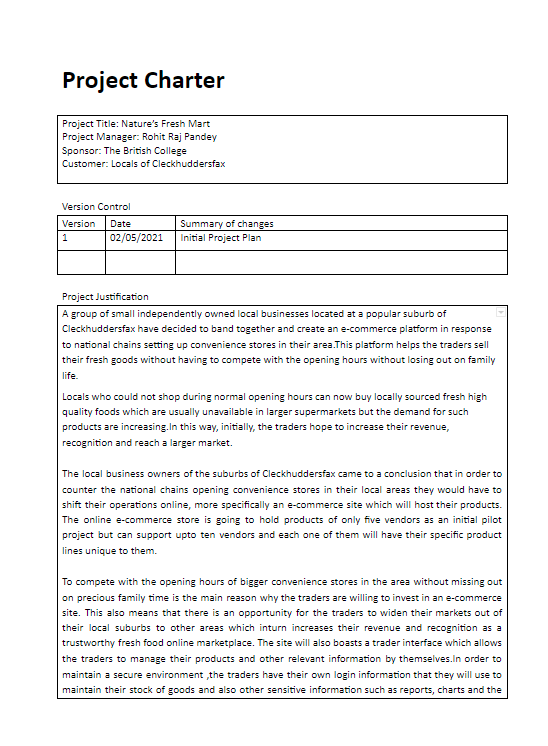 Project Charter
Project Title: Nature's Fresh Mart
Project Manager: Rohit Raj Pandey
Sponsor: The British College
Customer: Locals of Cleckhuddersfax
Version Control
Version Date Summary of changes
1 02/05/2021 Initial Project Plan
Project Justification
A group of small independently owned local businesses located at a popular suburb of
Cleckhuddersfax have decided to band together and create an e-commerce platform in response
to national chains setting up convenience stores in their area.This platform helps the traders sell
their fresh goods without having to compete with the opening hours without losing out on family
life.
Locals who could not shop during normal opening hours can now buy locally sourced fresh high
quality foods which are usually unavailable in larger supermarkets but the demand for such
products are increasing.In this way, initially, the traders hope to increase their revenue,
recognition and reach a larger market.
The local business owners of the suburbs of Cleckhuddersfax came to a conclusion that in order to
counter the national chains opening convenience stores in their local areas they would have to
shift their operations online, more specifically an e-commerce site which will host their products.
The online e-commerce store is going to hold products of only five vendors as an initial pilot
project but can support upto ten vendors and each one of them will have their specific product
lines unique to them.
To compete with the opening hours of bigger convenience stores in the area without missing out
on precious family time is the main reason why the traders are willing to invest in an e-commerce
site. This also means that there is an opportunity for the traders to widen their markets out of
their local suburbs to other areas which inturn increases their revenue and recognition as a
trustworthy fresh food online marketplace. The site will also boasts a trader interface which allows
the traders to manage their products and other relevant information by themselves.In order to
maintain a secure environment ,the traders have their own login information that they will use to
maintain their stock of goods and also other sensitive information such as reports, charts and the